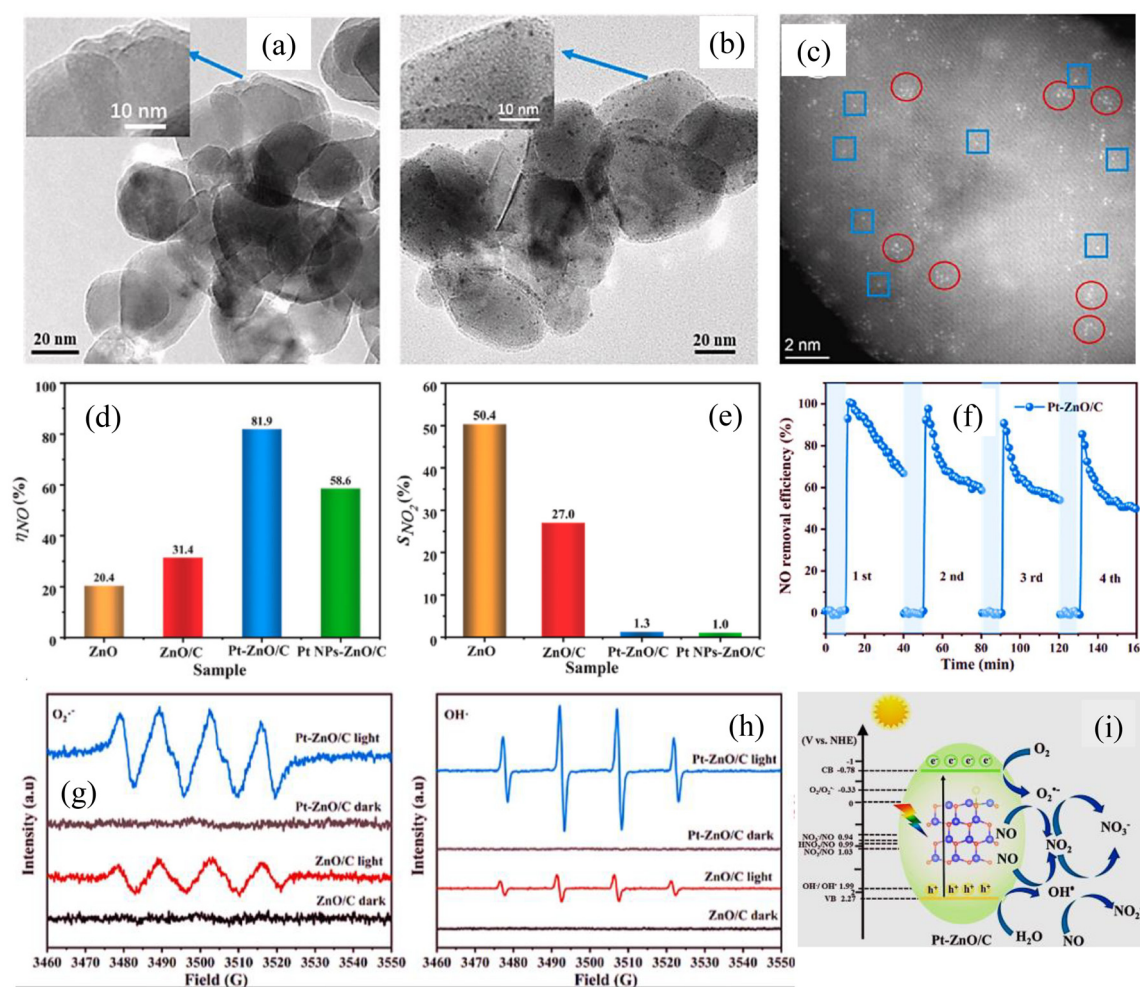 (a)
10 nm
20 nm
(b)
10 nm
20 nm
(c)
2 nm
(d)
η_NO (%)
100
80
60
40
20
0
20.4
31.4
81.9
58.6
ZnO
ZnO/C
Pt-ZnO/C
Pt NPs-ZnO/C
Sample
(e)
S_NO₂ (%)
60
50
40
30
20
10
0
50.4
27.0
1.3
1.0
ZnO
ZnO/C
Pt-ZnO/C
Pt NPs-ZnO/C
Sample
(f)
Pt-ZnO/C
NO removal efficiency (%)
100
80
60
40
20
0
1 st
2 nd
3 rd
4 th
0 20 40 60 80 100 120 140 160
Time (min)
(g)
O₂·⁻
Intensity (a.u)
Pt-ZnO/C light
Pt-ZnO/C dark
ZnO/C light
ZnO/C dark
3460 3470 3480 3490 3500 3510 3520 3530 3540 3550
Field (G)
(h)
OH·
Intensity (a.u)
Pt-ZnO/C light
Pt-ZnO/C dark
ZnO/C light
ZnO/C dark
3460 3470 3480 3490 3500 3510 3520 3530 3540 3550
Field (G)
(i)
(V vs. NHE)
-1
CB -0.78
O₂/O₂·⁻ -0.33
0
0.94
HNO₂/NO 0.99
1.03
1.99
2
VB 2.27
e⁻ e⁻ e⁻ e⁻
h⁺ h⁺ h⁺ h⁺
O₂
O₂•⁻
NO
NO
NO₂
NO₃⁻
OH•
H₂O
NO
NO₂
Pt-ZnO/C